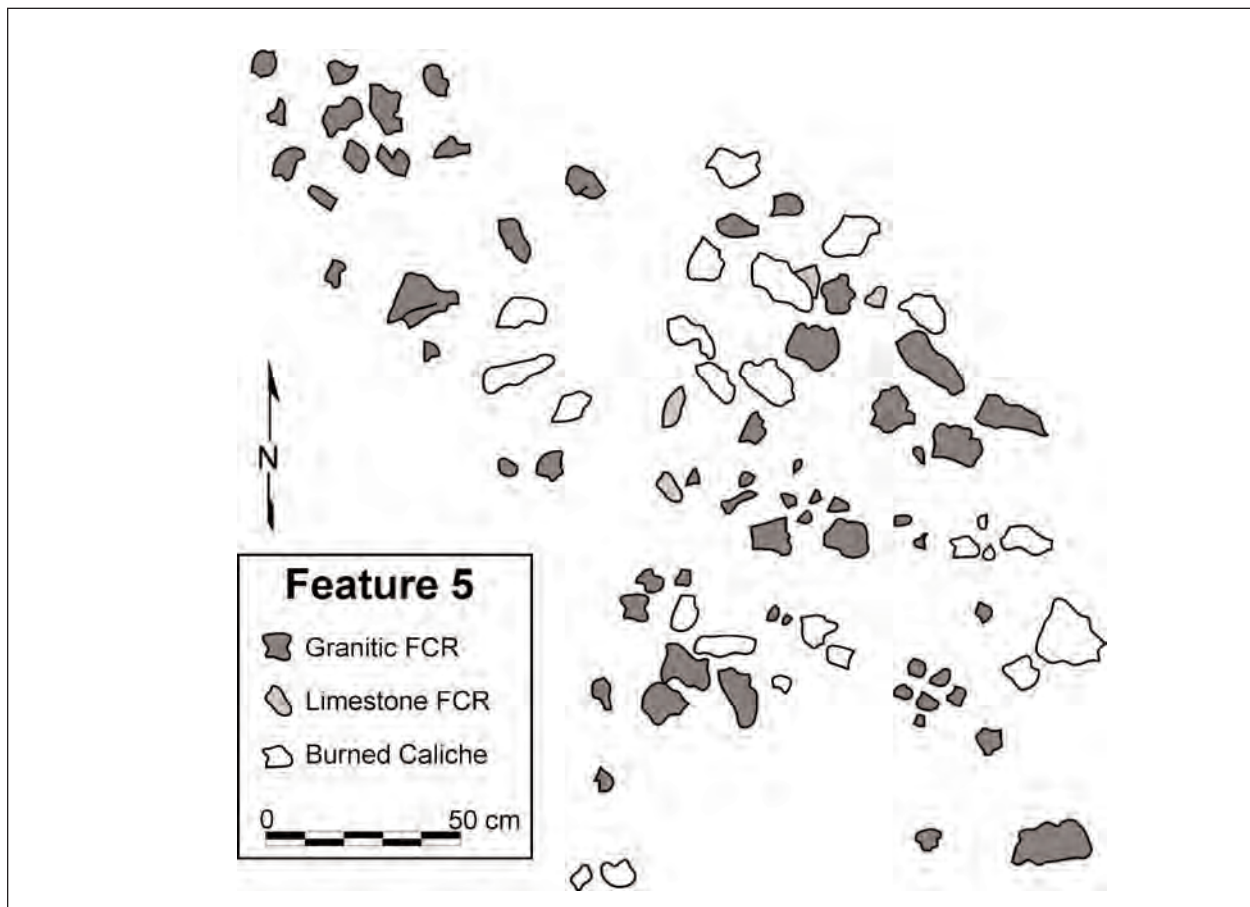 N
Feature 5
Granitic FCR
Limestone FCR
Burned Caliche
0 50 cm